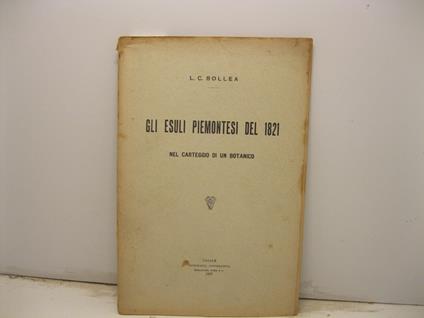 L. C. BOLLEA
GLI ESULI PIEMONTESI DEL 1821
NEL CARTEGGIO DI UN BOTANICO